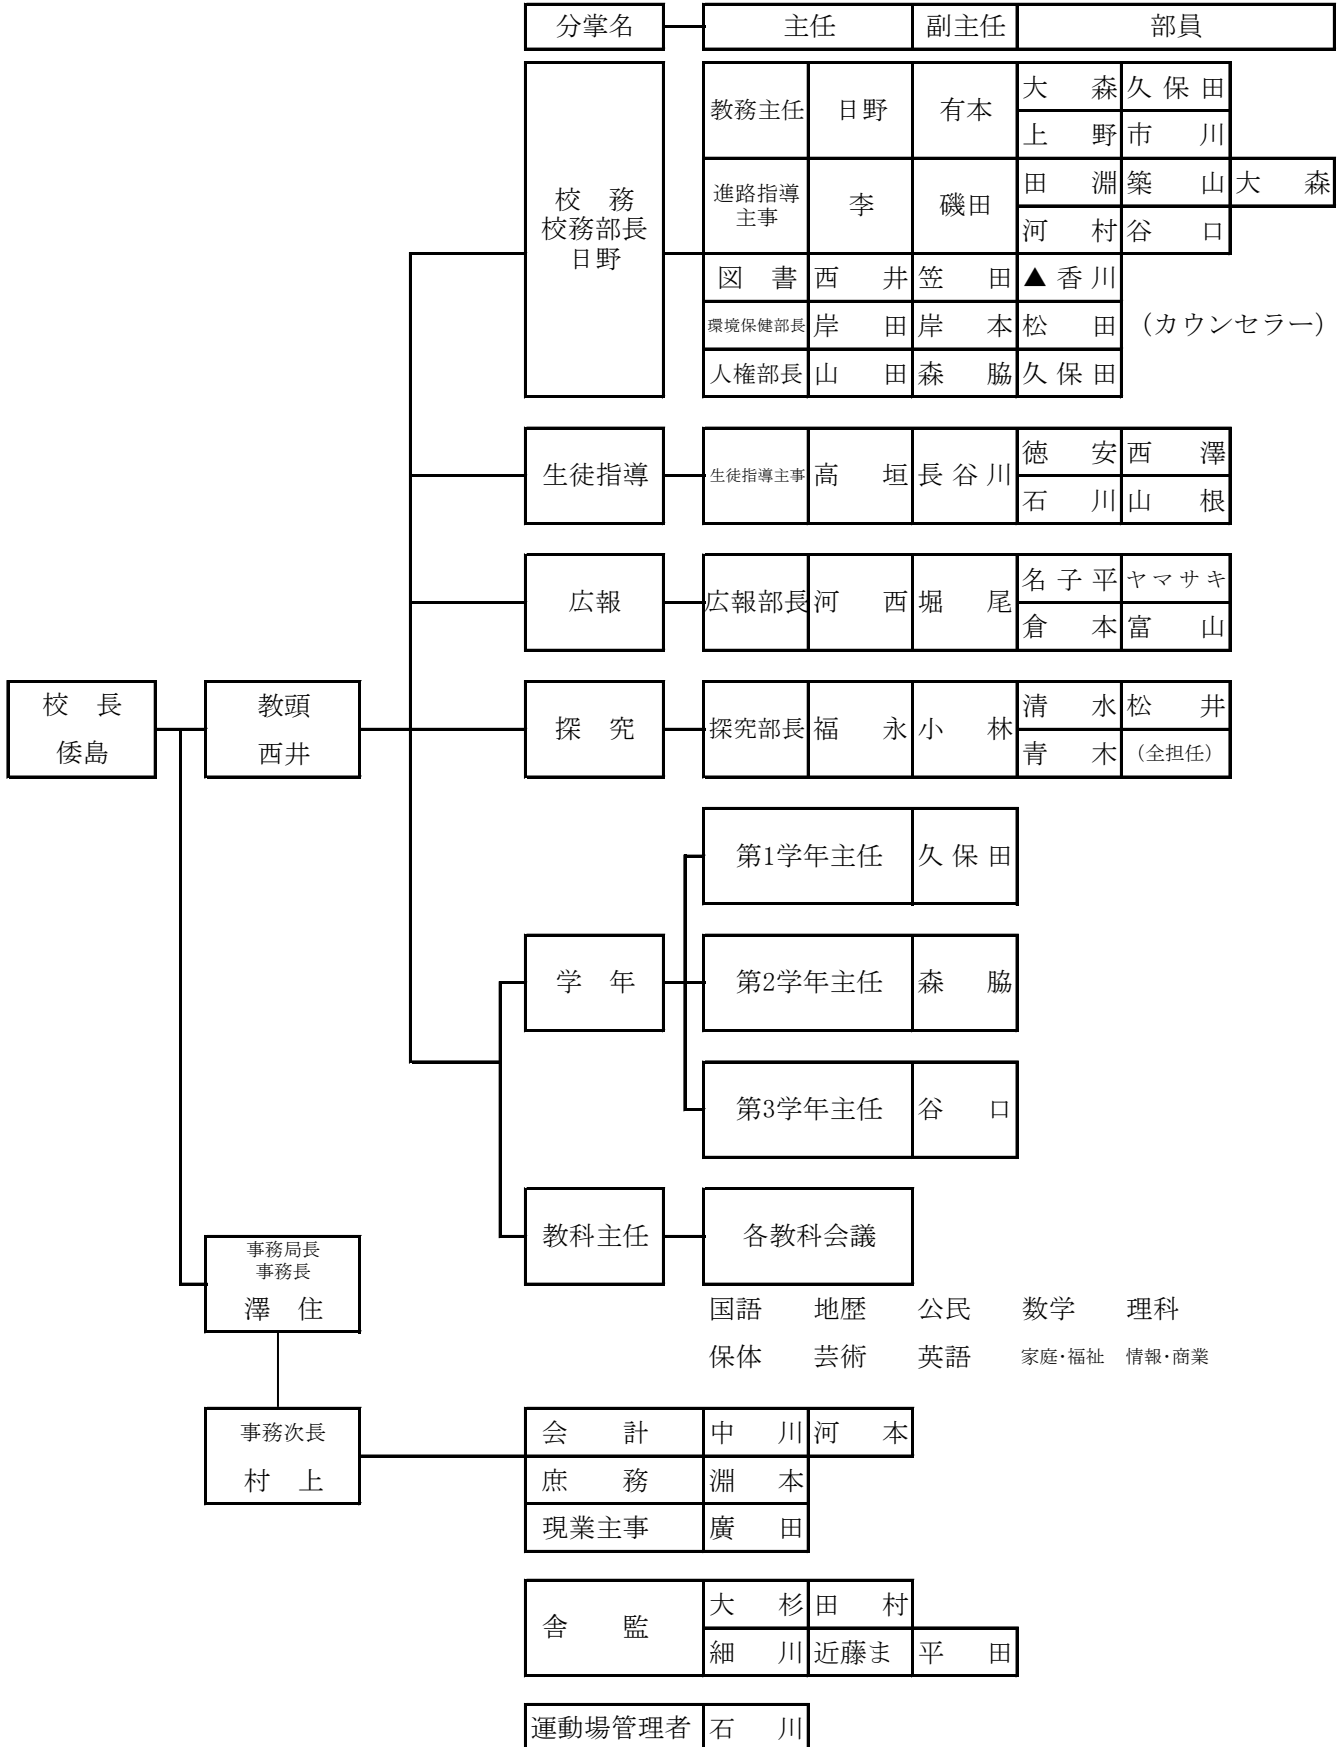 分掌名 主任 副主任 部員
校　務
校務部長
日野
教務主任 日野 有本 大森 久保田
上野 市川
進路指導
主事
李 磯田 田淵 築山 大森
河村 谷口
図書 西井 笠田 ▲香川
環境保健部長 岸田 岸本 松田 (カウンセラー)
人権部長 山田 森脇 久保田
生徒指導 生徒指導主事 高垣 長谷川 徳安 西澤
石川 山根
広報 広報部長 河西 堀尾 名子平 ヤマサキ
倉本 富山
校　長
倭島
教頭
西井
探　究 探究部長 福永 小林 清水 松井
青木 (全担任)
第1学年主任 久保田
学　年 第2学年主任 森脇
第3学年主任 谷口
教科主任 各教科会議
事務局長
事務長
澤　住
国語 地歴 公民 数学 理科
保体 芸術 英語 家庭・福祉 情報・商業
事務次長
村　上
会計 中川 河本
庶務 淵本
現業主事 廣田
舎監 大杉 田村
細川 近藤ま 平田
運動場管理者 石川